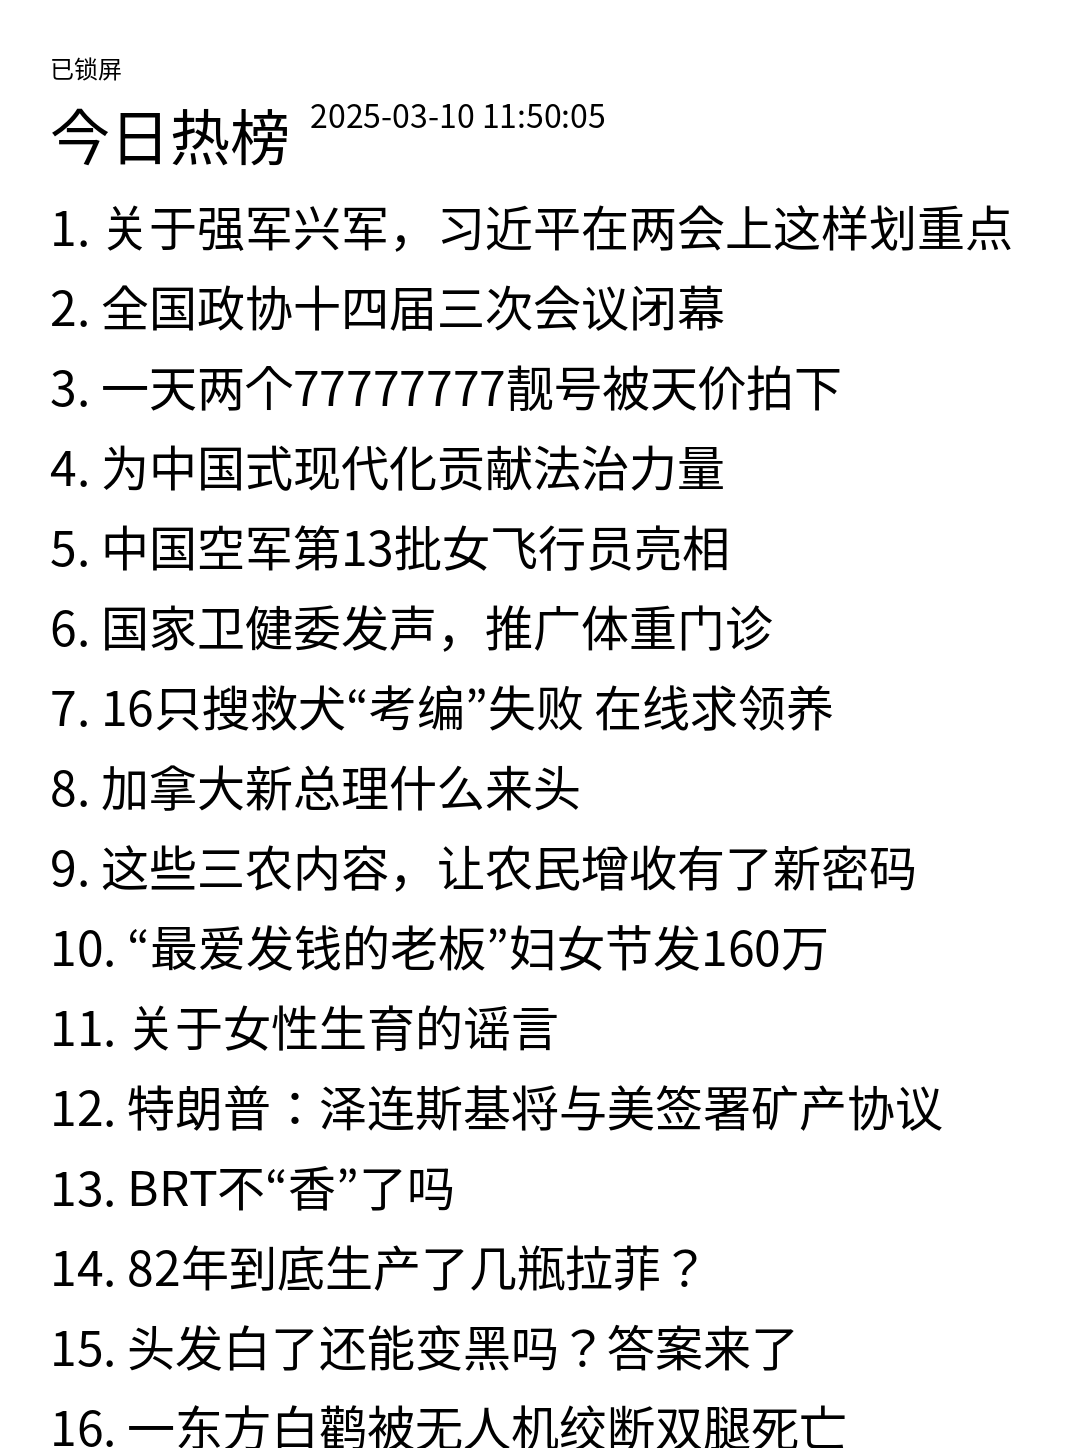 已锁屏
今日热榜 2025-03-10 11:50:05
1. 关于强军兴军，习近平在两会上这样划重点
2. 全国政协十四届三次会议闭幕
3. 一天两个77777777靓号被天价拍下
4. 为中国式现代化贡献法治力量
5. 中国空军第13批女飞行员亮相
6. 国家卫健委发声，推广体重门诊
7. 16只搜救犬“考编”失败 在线求领养
8. 加拿大新总理什么来头
9. 这些三农内容，让农民增收有了新密码
10. “最爱发钱的老板”妇女节发160万
11. 关于女性生育的谣言
12. 特朗普：泽连斯基将与美签署矿产协议
13. BRT不“香”了吗
14. 82年到底生产了几瓶拉菲？
15. 头发白了还能变黑吗？答案来了
16. 一东方白鹳被无人机绞断双腿死亡